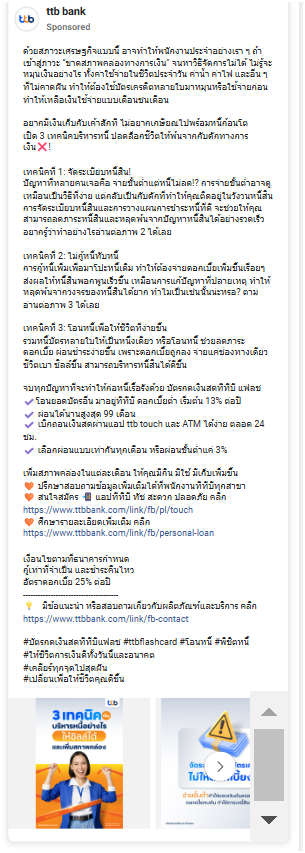 ttb bank
Sponsored
ด้วยสภาวะเศรษฐกิจแบบนี้ อาจทำให้พนักงานประจำอย่างเรา ๆ ถ้า
เข้าสู่ภาวะ “ขาดสภาพคล่องทางการเงิน” จนหาวิธีจัดการไม่ได้ ไม่รู้จะ
หมุนเงินอย่างไร ทั้งค่าใช้จ่ายในชีวิตประจำวัน ค่าน้ำ ค่าไฟ และอื่น ๆ
ที่ไม่คาดฝัน ทำให้ต้องใช้บัตรเครดิตหลายใบมาหมุนหรือใช้จ่ายก่อน
ทำให้เหลือเงินใช้จ่ายแบบเดือนชนเดือน
อยากมีเงินเก็บกับเค้าสักที ไม่อยากเกษียณไปพร้อมหนี้ก้อนโต
เปิด 3 เทคนิคบริหารหนี้ ปลดล็อกชีวิตให้พ้นจากกับดักทางการ
เงิน❌!
เทคนิคที่ 1: จัดระเบียบหนี้สิน!
ปัญหาที่หลายคนเจอคือ จ่ายขั้นต่ำแต่หนี้ไม่ลด!? การจ่ายขั้นต่ำอาจดู
เหมือนเป็นวิธีที่ง่าย แต่กลับเป็นกับดักที่ทำให้คุณติดอยู่ในวังวนหนี้สิน
การจัดระเบียบหนี้สินและการวางแผนการชำระหนี้ที่ดี จะช่วยให้คุณ
สามารถลดภาระหนี้สินและหลุดพ้นจากปัญหาหนี้สินได้อย่างรวดเร็ว
อยากรู้ว่าทำอย่างไรอ่านต่อภาพ 2 ได้เลย
เทคนิคที่ 2: ไม่กู้หนี้ทับหนี้
การกู้หนี้เพิ่มเพื่อมาโปะหนี้เดิม ทำให้ต้องจ่ายดอกเบี้ยเพิ่มขึ้นเรื่อยๆ
ส่งผลให้หนี้สินพอกพูนเร็วขึ้น เหมือนการแก้ปัญหาที่ปลายเหตุ ทำให้
หลุดพ้นจากวงจรของหนี้สินได้ยาก ทำไมเป็นเช่นนั้นน่ะหรอ? ตาม
อ่านต่อภาพ 3 ได้เลย
เทคนิคที่ 3: โอนหนี้เพื่อให้ชีวิตที่ง่ายขึ้น
รวมหนี้บัตรหลายใบให้เป็นหนึ่งเดียว หรือโอนหนี้ ช่วยลดภาระ
ดอกเบี้ย ผ่อนชำระง่ายขึ้น เพราะดอกเบี้ยถูกลง จ่ายแค่ช่องทางเดียว
ชีวิตเบา ชิลล์ขึ้น สามารถบริหารหนี้สินได้ดีขึ้น
จบทุกปัญหาที่จะทำให้ก่อหนี้เรื้อรังด้วย บัตรกดเงินสดทีทีบี แฟลช
✔ โอนยอดบัตรอื่น มาอยู่ที่ทีทีบี ดอกเบี้ยต่ำ เริ่มต้น 13% ต่อปี
✔ ผ่อนได้นานสูงสุด 99 เดือน
✔ เบิกถอนเงินสดผ่านแอป ttb touch และ ATM ได้ง่าย ตลอด 24
ชม.
✔ เลือกผ่อนแบบเท่ากันทุกเดือน หรือผ่อนขั้นต่ำแค่ 3%
เพิ่มสภาพคล่องในแต่ละเดือน ให้คุณมีกิน มีใช้ มีเก็บเพิ่มขึ้น
🧡 ปรึกษาสอบถามข้อมูลเพิ่มเติมได้ที่พนักงานทีทีบีทุกสาขา
🧡 สนใจสมัคร 📲 แอปทีทีบี ทัช สะดวก ปลอดภัย คลิก
https://www.ttbbank.com/link/fb/pl/touch
🧡 ศึกษารายละเอียดเพิ่มเติม คลิก
https://www.ttbbank.com/link/fb/personal-loan
เงื่อนไขตามที่ธนาคารกำหนด
กู้เท่าที่จำเป็น และชำระคืนไหว
อัตราดอกเบี้ย 25% ต่อปี
--------------------------------------
💡 มีข้อแนะนำ หรือสอบถามเกี่ยวกับผลิตภัณฑ์และบริการ คลิก
https://www.ttbbank.com/link/fb-contact
#บัตรกดเงินสดทีทีบีแฟลช #ttbflashcard #โอนหนี้ #พิชิตหนี้
#ให้ชีวิตการเงินดีทั้งวันนี้และอนาคต
#เคลียร์ทุกจุดไปสุดฝัน
#เปลี่ยนเพื่อให้ชีวิตคุณดีขึ้น
ttb
3 เทคนิค
บริหารหนี้อย่างไร
ให้ชิลล์ได้
และเพิ่มสภาพคล่อง